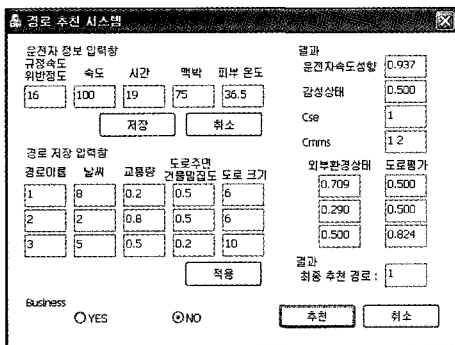 경로 추천 시스템
운전자 정보 입력창
규정속도 위반정도 속도 시간 맥박 피부 온도
16 100 19 75 36.5
저장 취소
경로 저장 입력창
경로이름 날씨 교통량 도로주면 건물밀집도 도로 크기
1 8 0.2 0.5 6
2 2 0.8 0.5 6
3 5 0.5 0.2 10
적용
Business
YES NO
결과
운전자속도성향 0.937
감성상태 0.500
Cse 1
Cmms 1 2
외부환경상태 도로평가
0.709 0.500
0.290 0.500
0.500 0.824
결과
최종 추천 경로 : 1
추천 취소